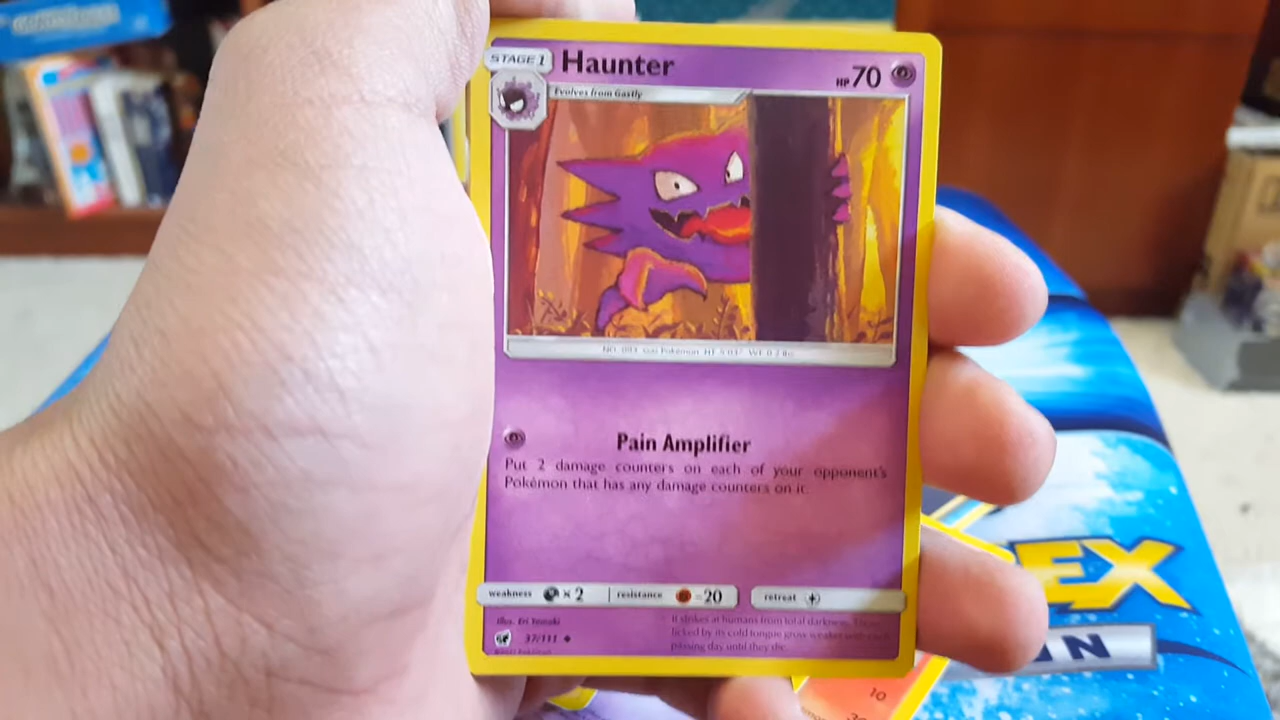 STAGE 1 Haunter HP 70
Evolves from Gastly
Pain Amplifier
Put 2 damage counters on each of your opponent's
Pokémon that has any damage counters on it.
weakness × 2 resistance -20 retreat
Illus. Eri Yamaki
37/111
It strikes at humans from total darkness. Those
licked by its cold tongue grow weaker with each
passing day until they die.
EX
10